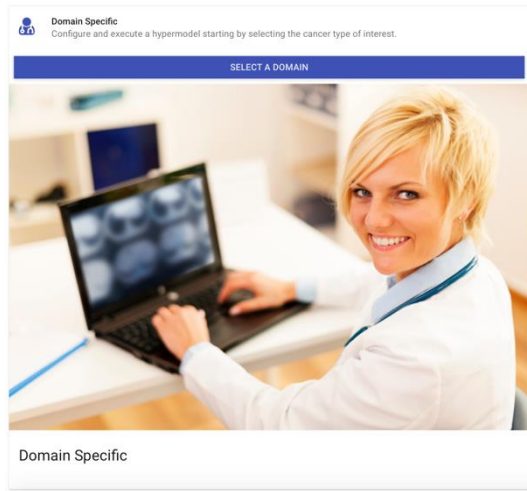 Domain Specific
Configure and execute a hypermodel starting by selecting the cancer type of interest.
SELECT A DOMAIN
Domain Specific